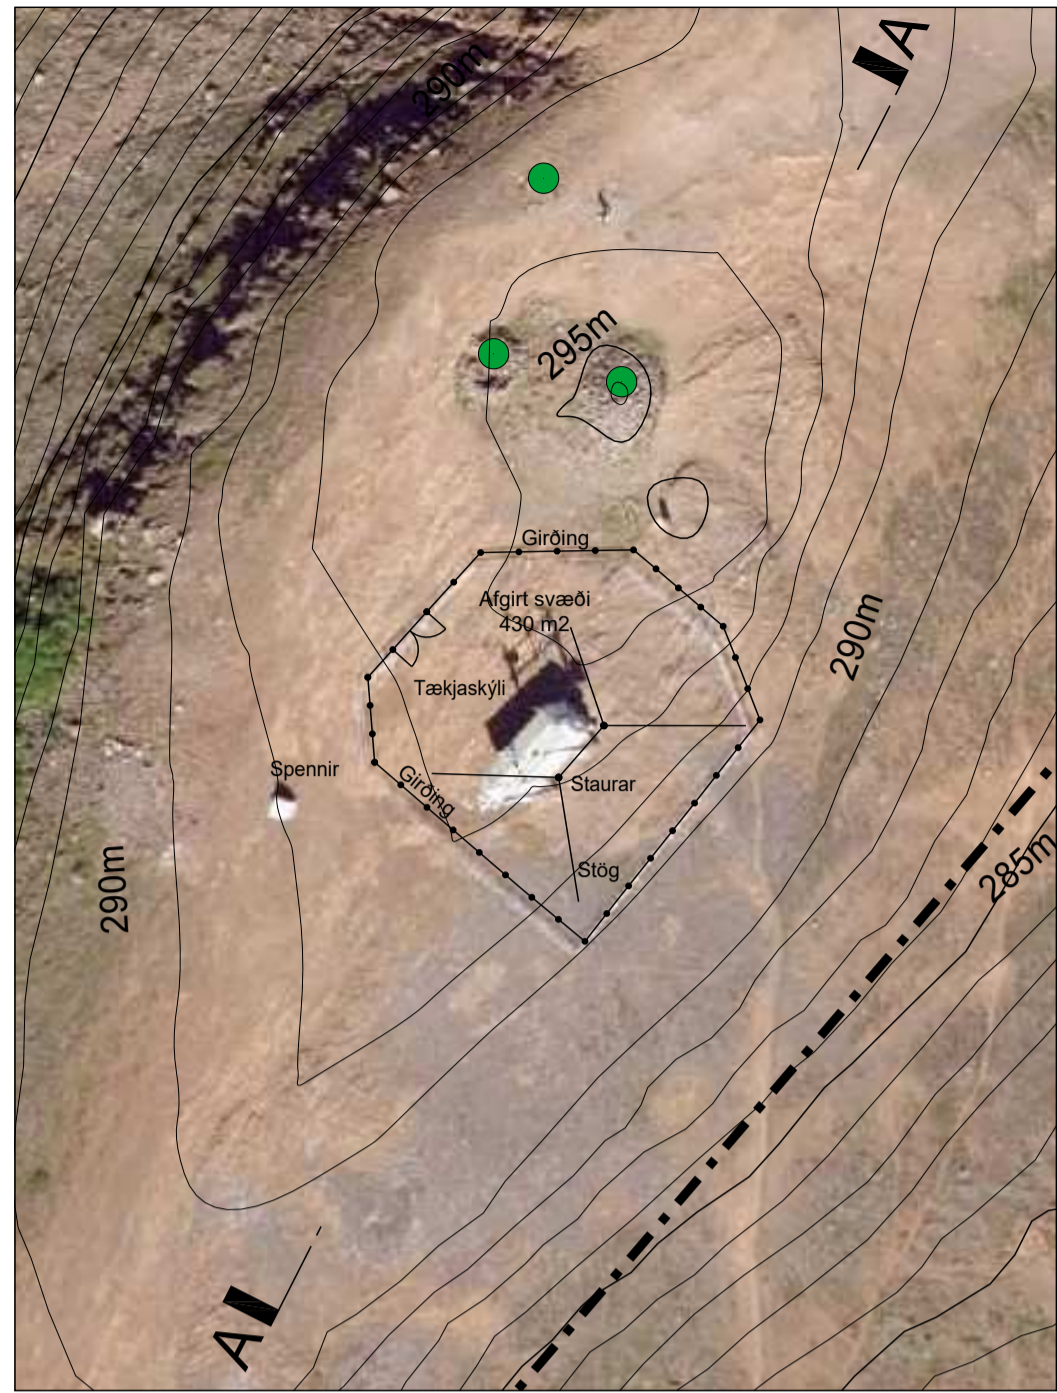 A
290m
295m
Girðing
Afgirt svæði
430 m2
290m
Tækjaskýli
Spennir
Girðing
Staurar
285m
290m
Stög
A